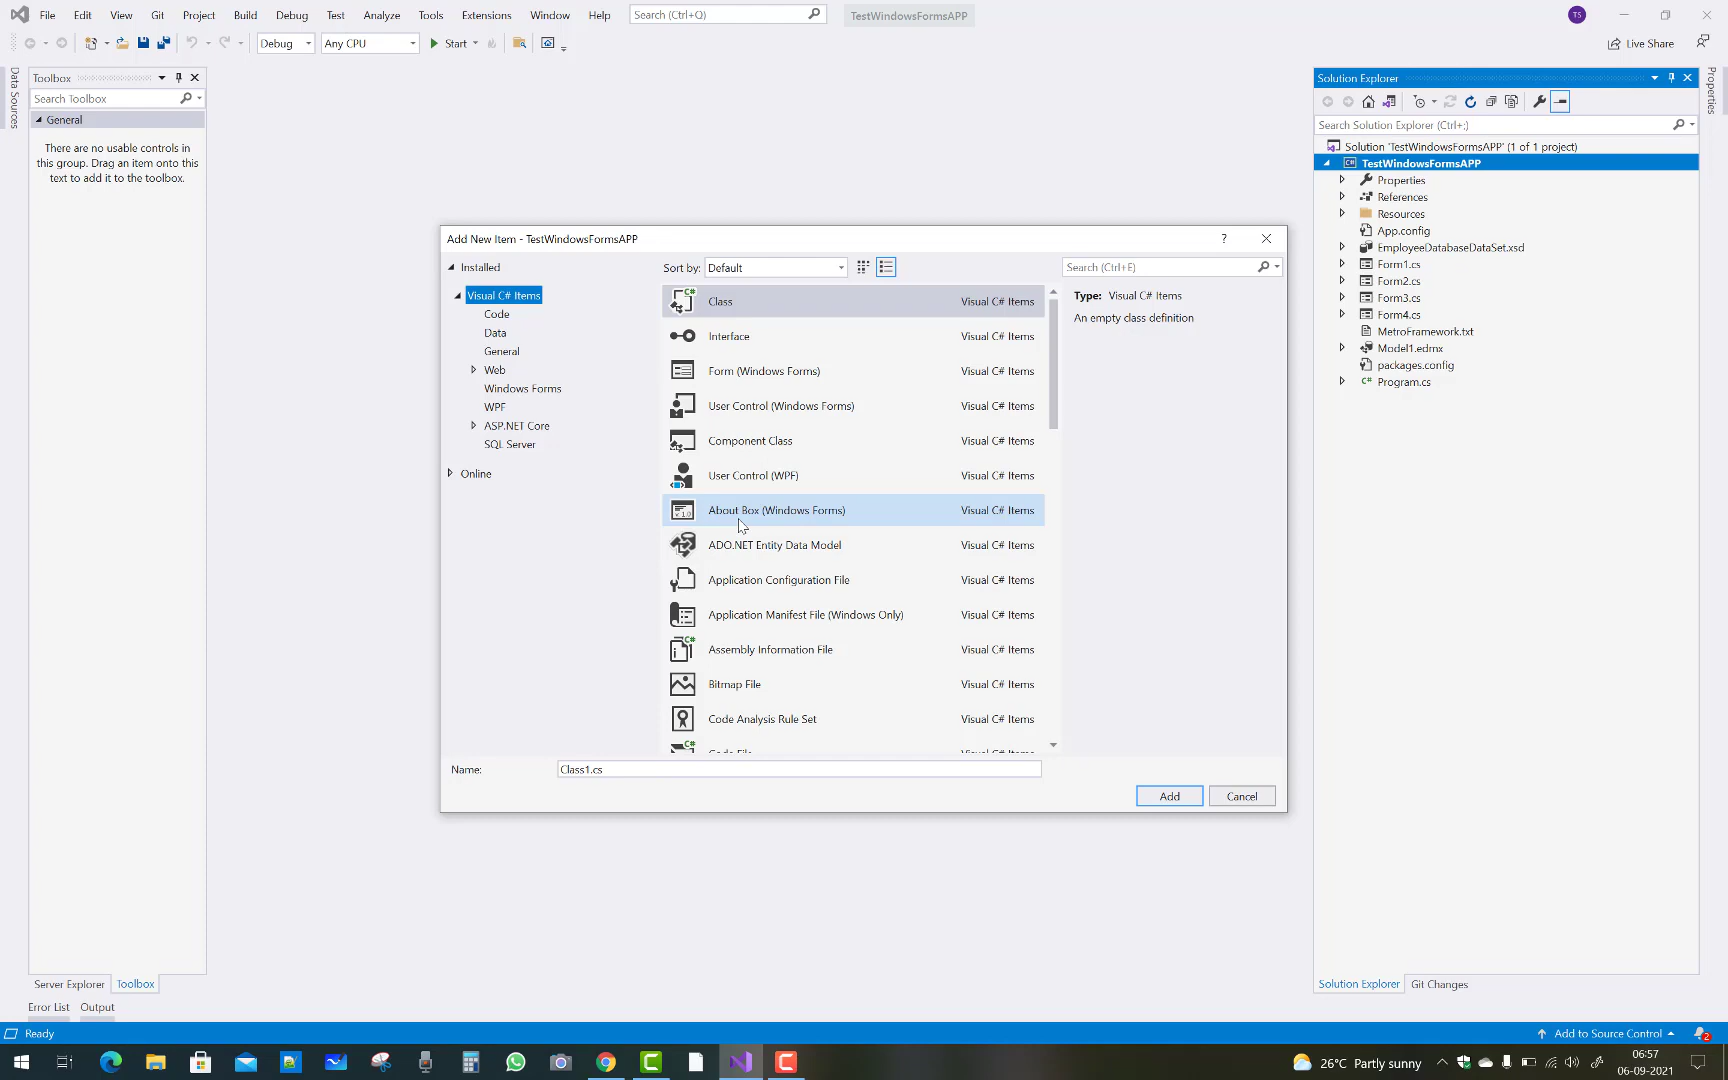 File Edit View Git Project Build Debug Test Analyze Tools Extensions Window Help Search (Ctrl+Q) TestWindowsFormsAPP TS
Debug Any CPU Start Live Share
Data Sources
Toolbox
Search Toolbox
General
There are no usable controls in
this group. Drag an item onto this
text to add it to the toolbox.
Add New Item - TestWindowsFormsAPP ?
Installed
Visual C# Items
Code
Data
General
Web
Windows Forms
WPF
ASP.NET Core
SQL Server
Online
Sort by: Default
Class Visual C# Items
Interface Visual C# Items
Form (Windows Forms) Visual C# Items
User Control (Windows Forms) Visual C# Items
Component Class Visual C# Items
User Control (WPF) Visual C# Items
About Box (Windows Forms) Visual C# Items
ADO.NET Entity Data Model Visual C# Items
Application Configuration File Visual C# Items
Application Manifest File (Windows Only) Visual C# Items
Assembly Information File Visual C# Items
Bitmap File Visual C# Items
Code Analysis Rule Set Visual C# Items
Code File Visual C# Items
Search (Ctrl+E)
Type: Visual C# Items
An empty class definition
Name: Class1.cs
Add Cancel
Solution Explorer
Search Solution Explorer (Ctrl+;)
Solution 'TestWindowsFormsAPP' (1 of 1 project)
TestWindowsFormsAPP
Properties
References
Resources
App.config
EmployeeDatabaseDataSet.xsd
Form1.cs
Form2.cs
Form3.cs
Form4.cs
MetroFramework.txt
Model1.edmx
packages.config
C# Program.cs
Properties
Server Explorer Toolbox
Solution Explorer Git Changes
Error List Output
Ready Add to Source Control 2
26°C Partly sunny 06:57
06-09-2021